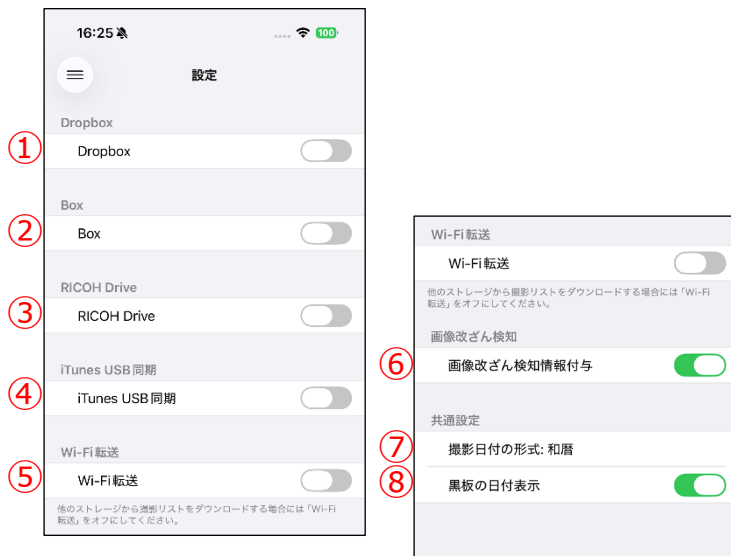 16:25
100
設定
Dropbox
① Dropbox
Box
② Box
RICOH Drive
③ RICOH Drive
iTunes USB同期
④ iTunes USB同期
Wi-Fi転送
⑤ Wi-Fi転送
他のストレージから撮影リストをダウンロードする場合には「Wi-Fi
転送」をオフにしてください。
Wi-Fi転送
Wi-Fi転送
他のストレージから撮影リストをダウンロードする場合には「Wi-Fi
転送」をオフにしてください。
画像改ざん検知
⑥ 画像改ざん検知情報付与
共通設定
⑦ 撮影日付の形式: 和暦
⑧ 黒板の日付表示